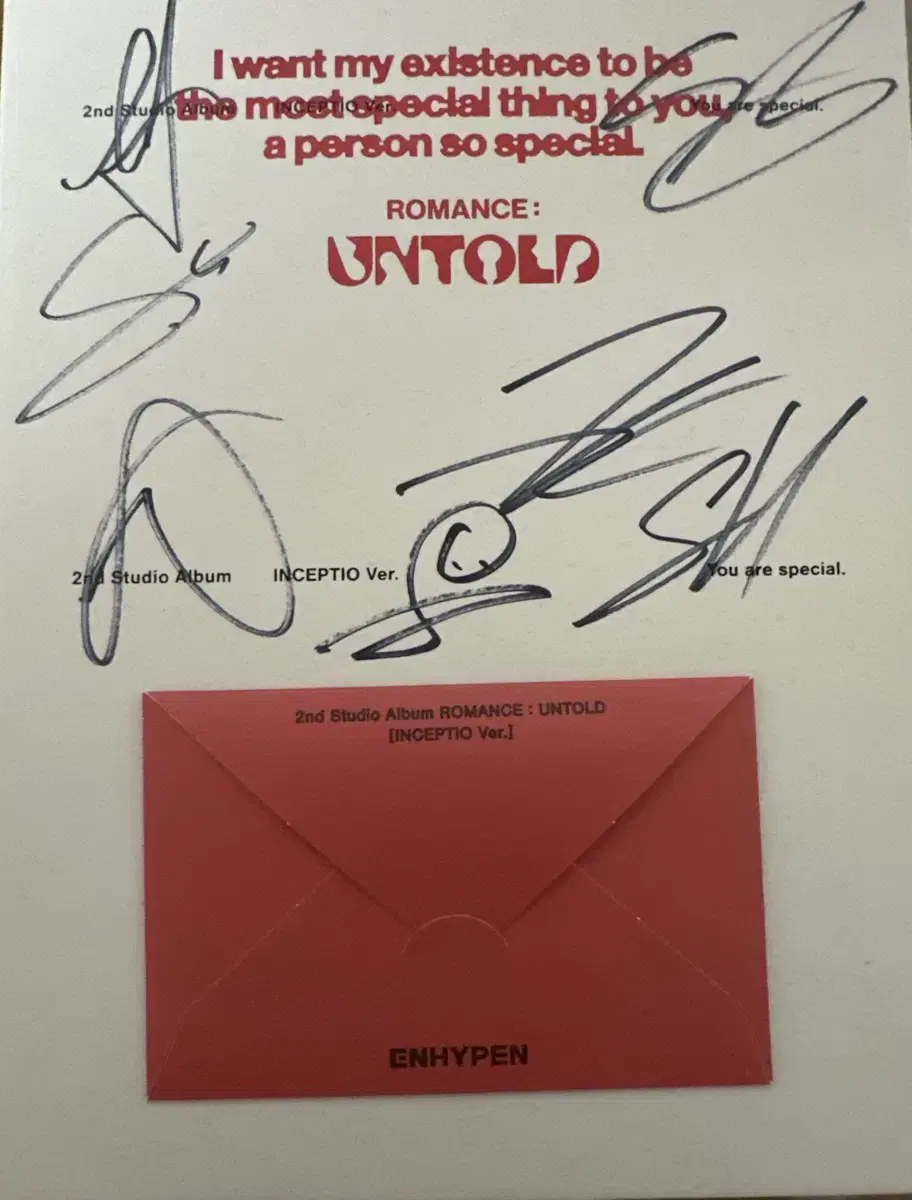 I want my existence to be
2nd Studio Album INCEPTIO Ver. You are special.
the most special thing to you,
a person so special.
ROMANCE :
UNTOLD
2nd Studio Album INCEPTIO Ver. You are special.
SH
2nd Studio Album ROMANCE : UNTOLD
[INCEPTIO Ver.]
ENHYPEN